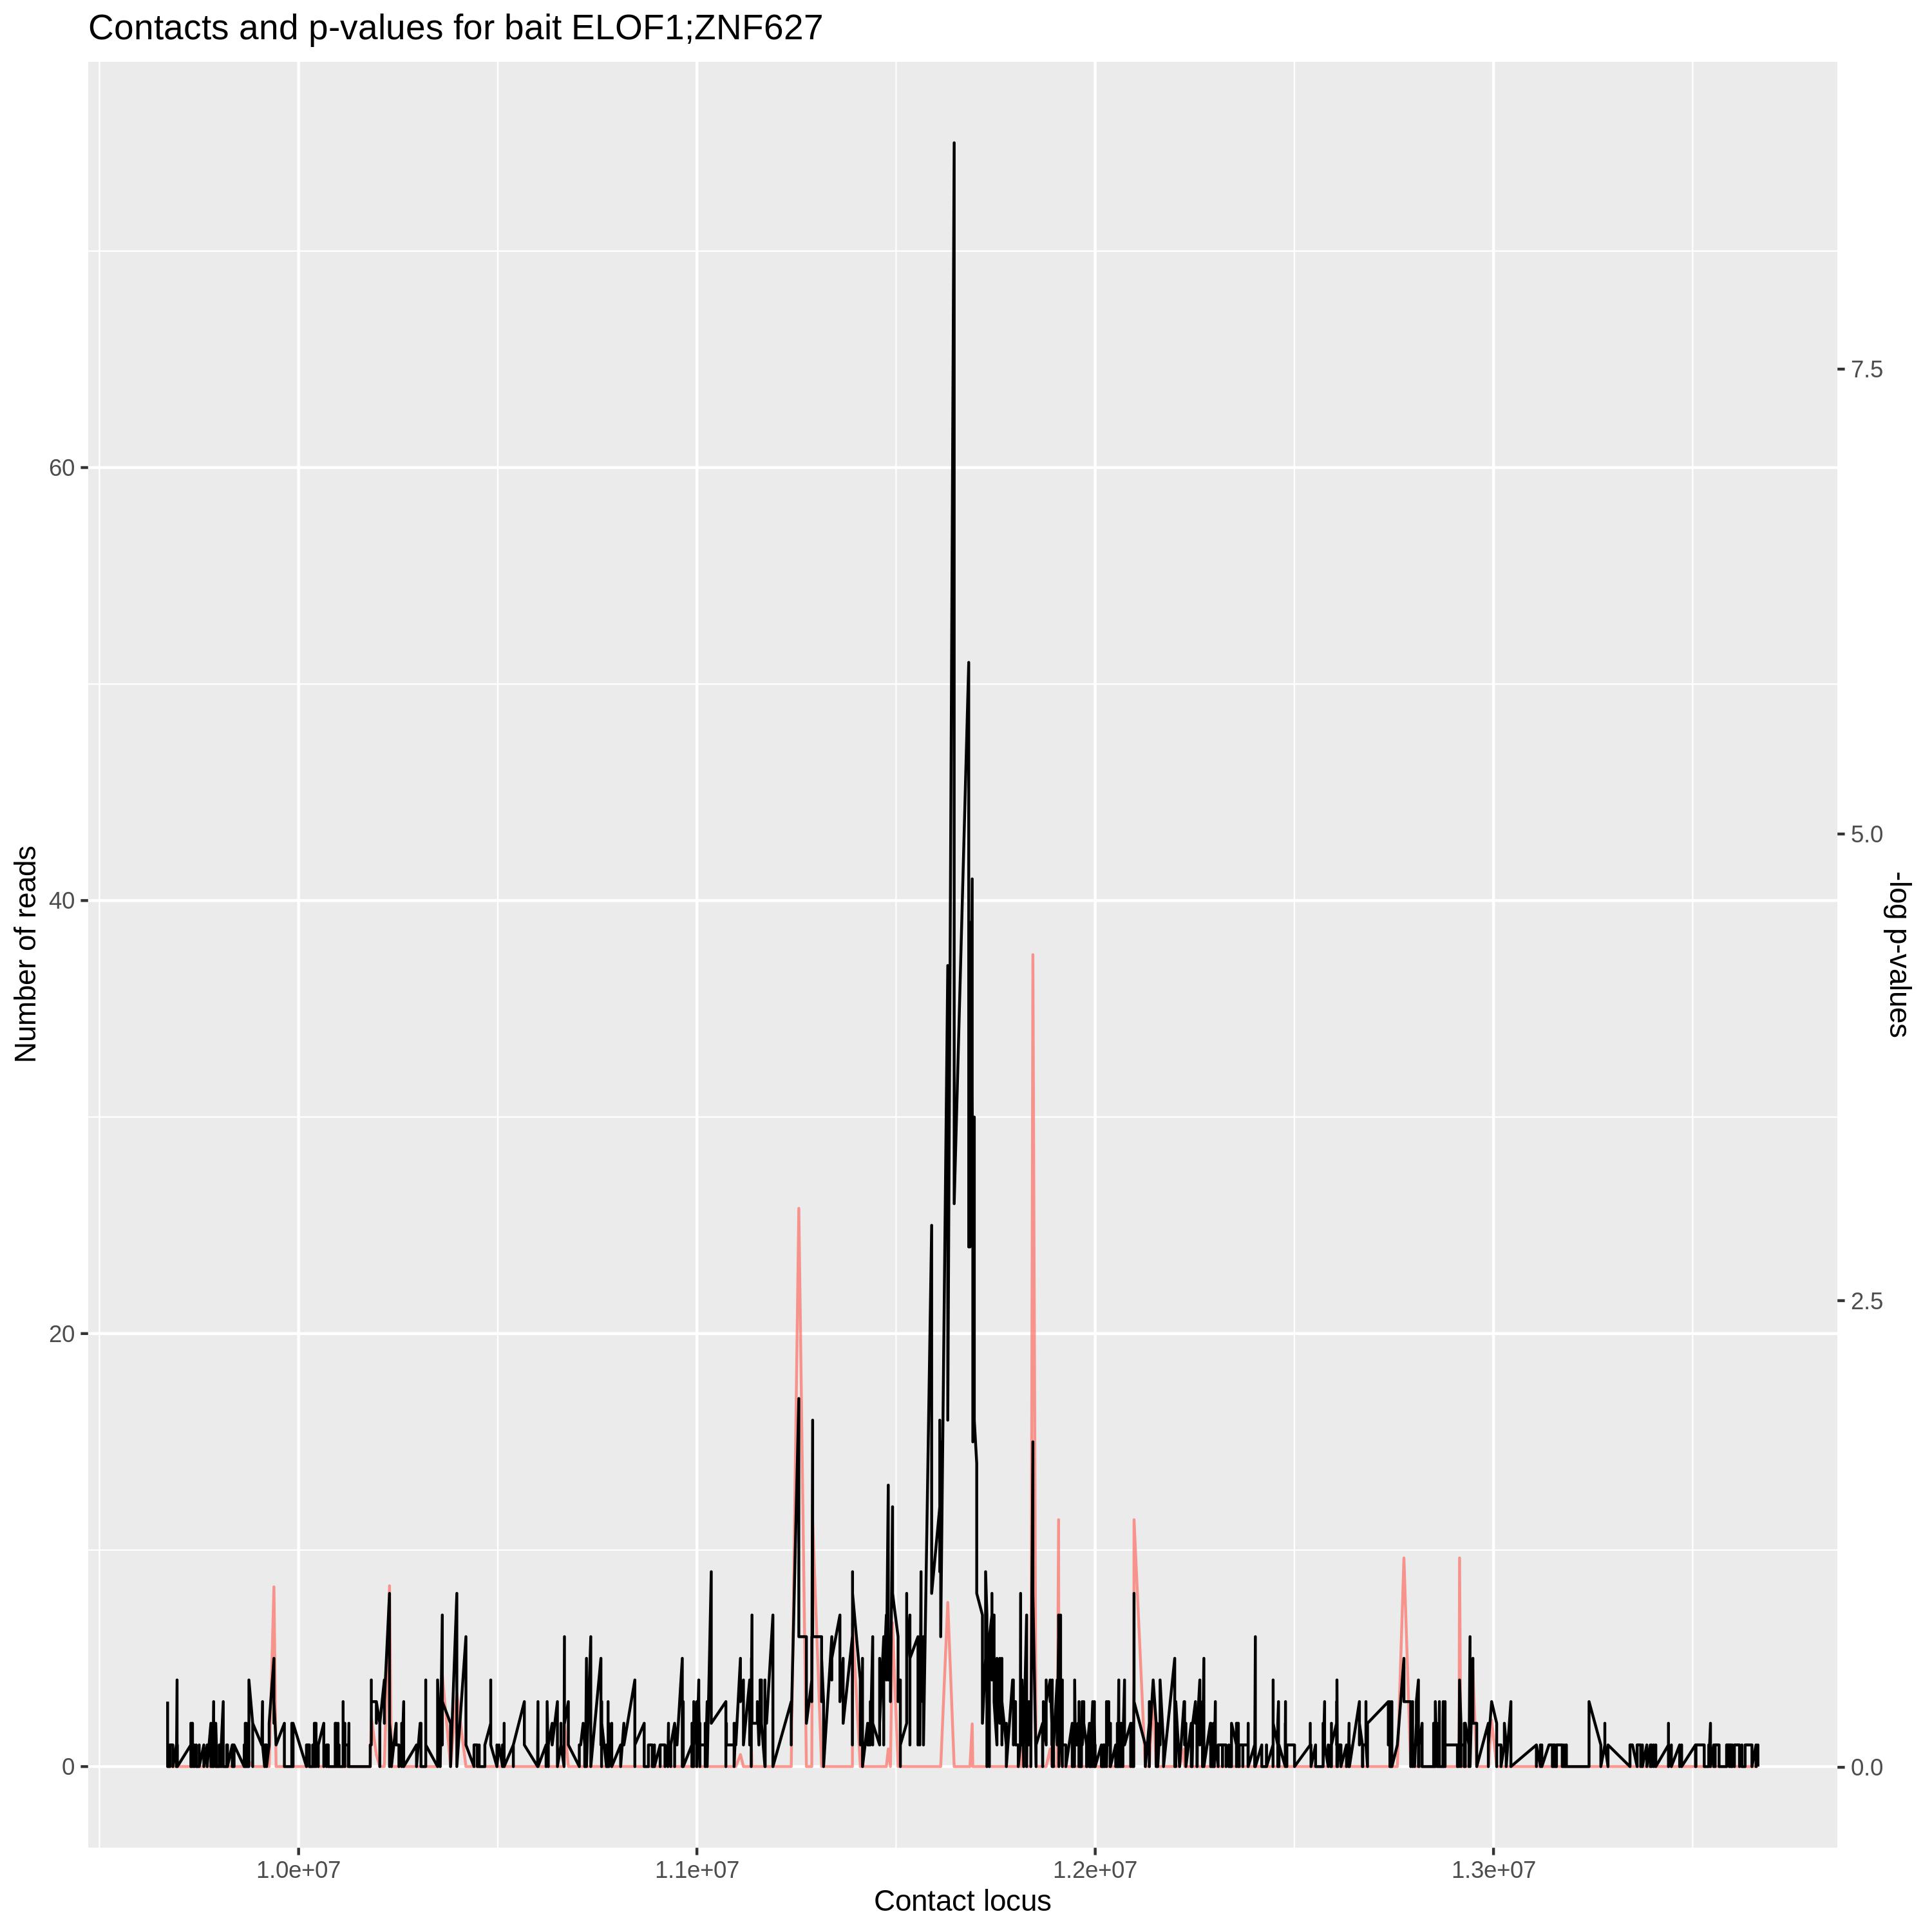 Contacts and p-values for bait ELOF1;ZNF627
Number of reads
60
40
20
0
7.5
5.0
2.5
0.0
-log p-values
1.0e+07
1.1e+07
1.2e+07
1.3e+07
Contact locus